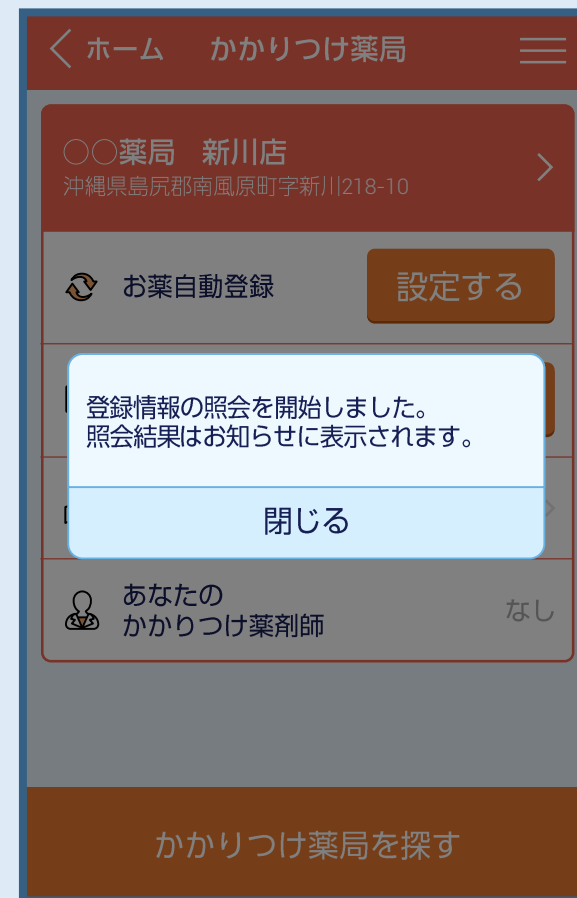 ホーム かかりつけ薬局
○○薬局 新川店
沖縄県島尻郡南風原町字新川218-10
お薬自動登録 設定する
登録情報の照会を開始しました。
照会結果はお知らせに表示されます。
閉じる
あなたの
かかりつけ薬剤師 なし
かかりつけ薬局を探す